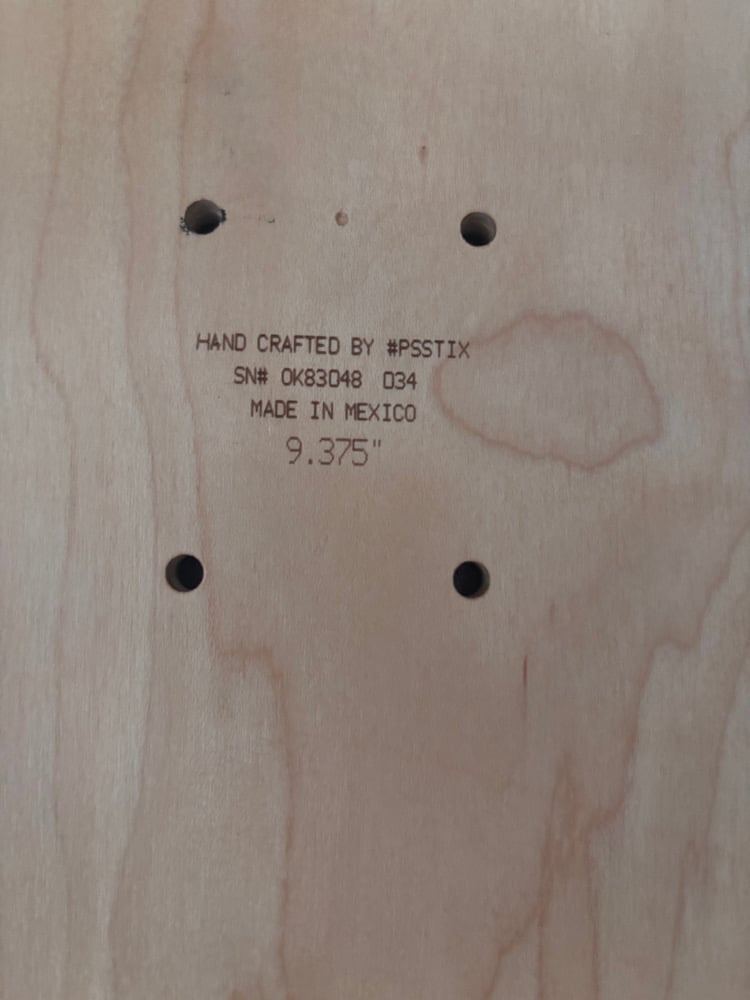 HAND CRAFTED BY #PSSTIX
SN# OK83048 034
MADE IN MEXICO
9.375"